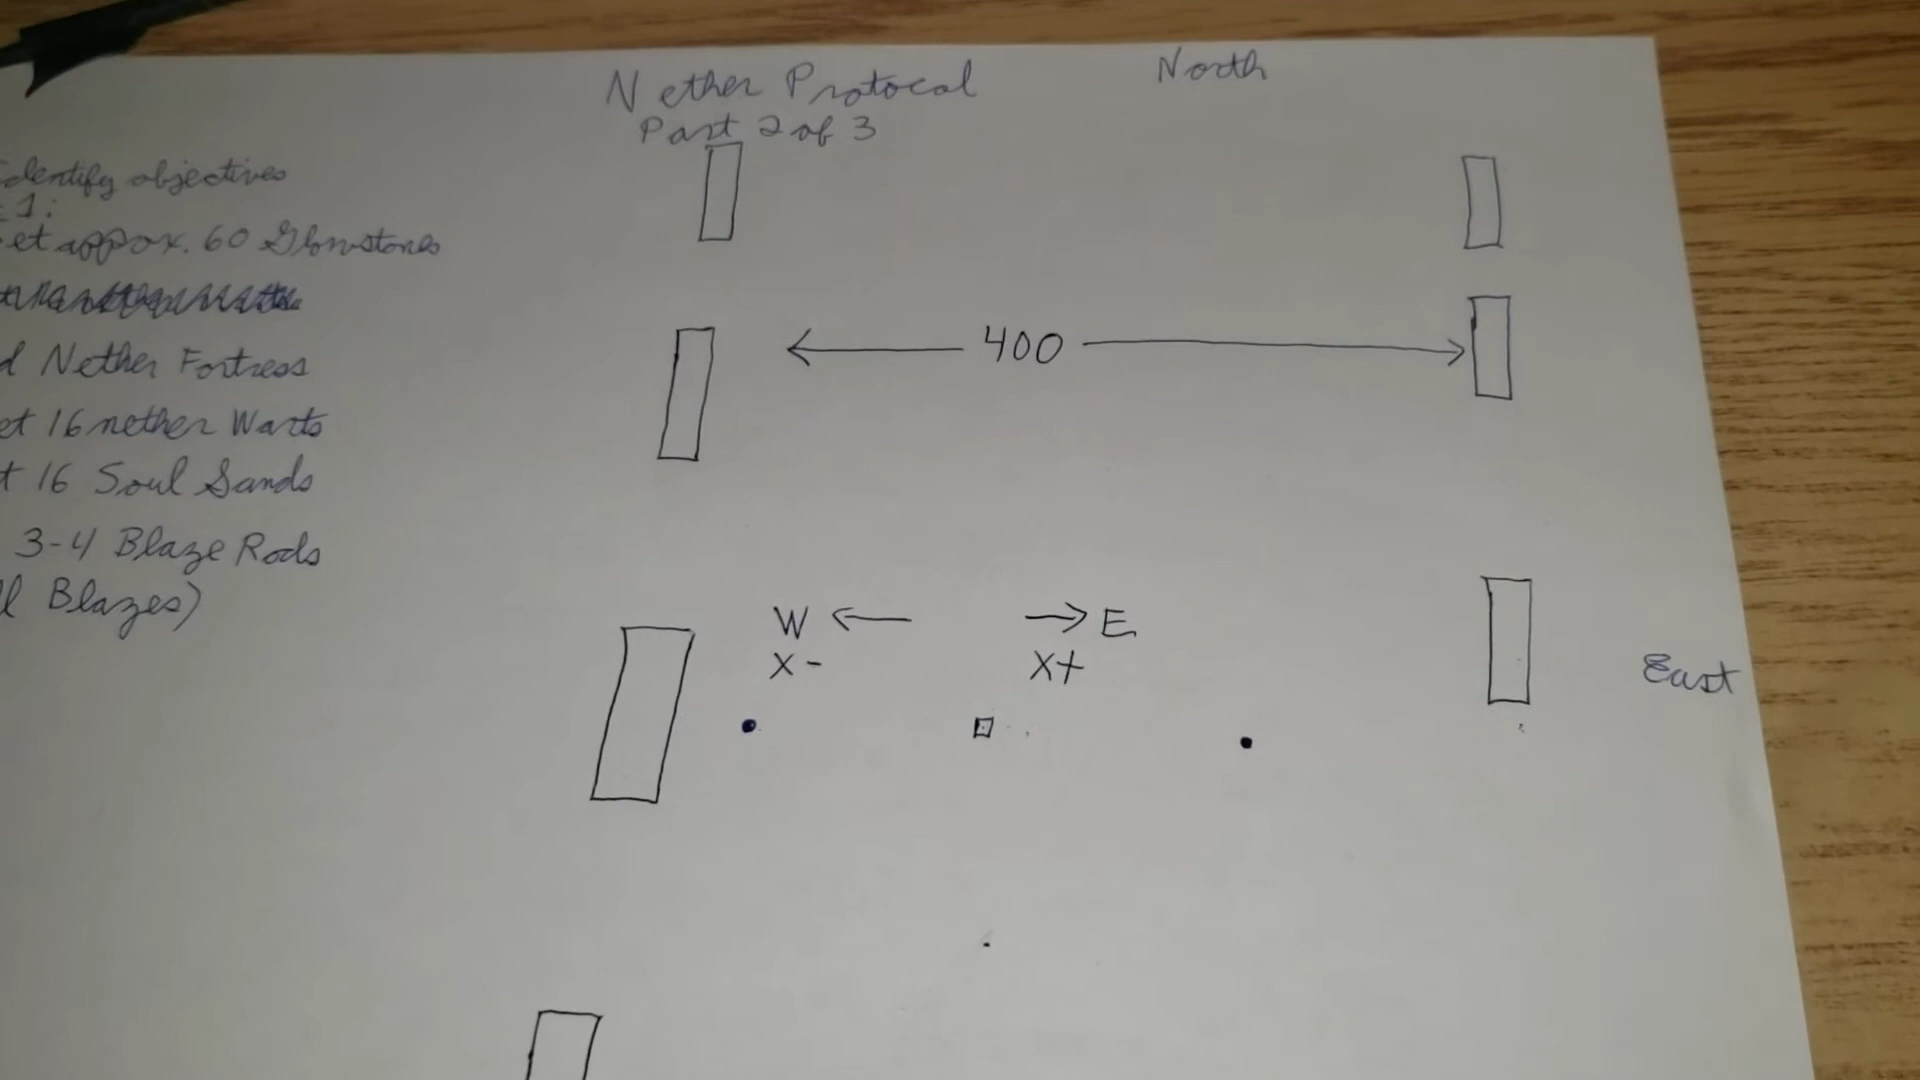 Nether Protocal
North
Part 2 of 3
Identify objectives
1:
et appox. 60 Glowstones
d Nether Fortress
et 16 nether Warts
t 16 Soul Sands
3-4 Blaze Rods
l Blazes)
400
W E
X- X+
East